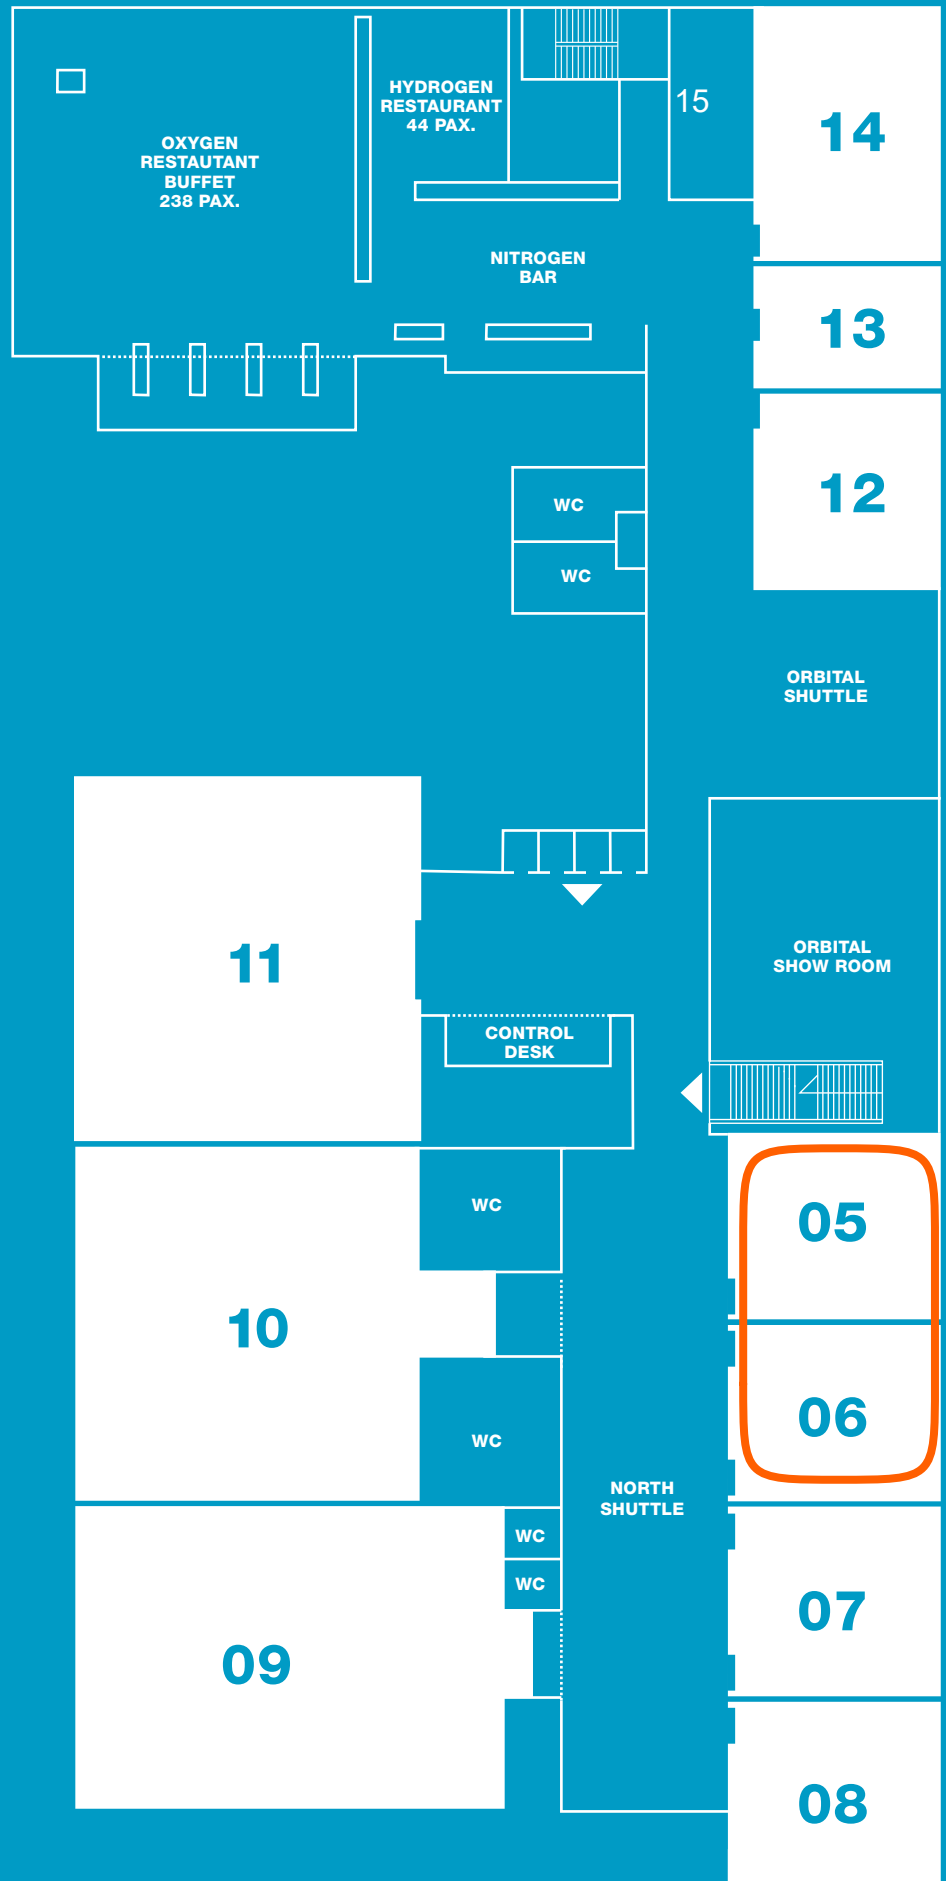 HYDROGEN
RESTAURANT
44 PAX.
15
14
OXYGEN
RESTAUTANT
BUFFET
238 PAX.
NITROGEN
BAR
13
12
WC
WC
ORBITAL
SHUTTLE
11
ORBITAL
SHOW ROOM
CONTROL
DESK
WC
05
10
06
WC
NORTH
SHUTTLE
WC
WC
07
09
08